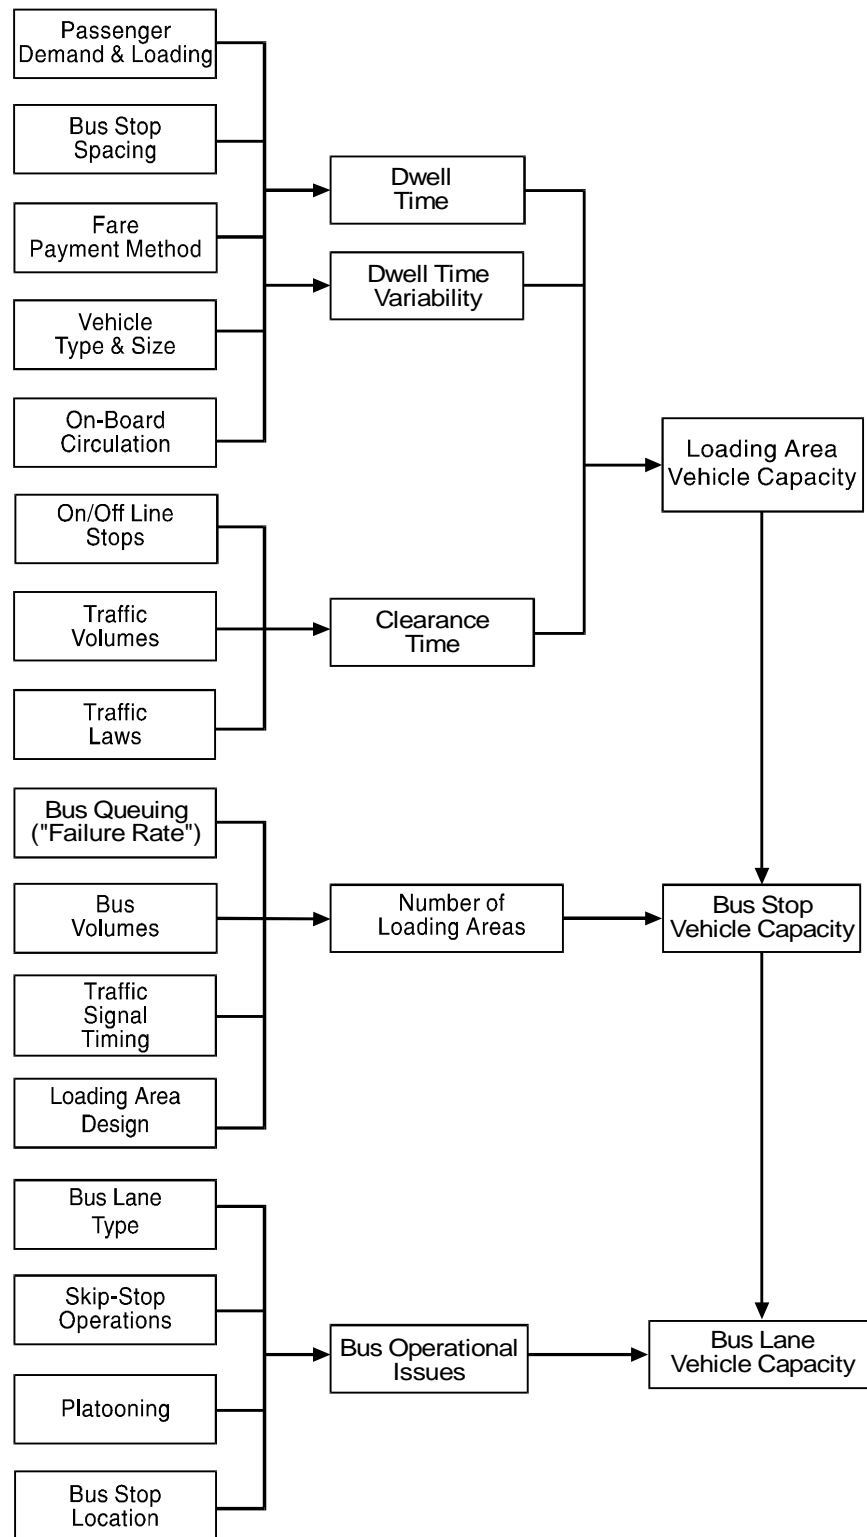 Passenger
Demand & Loading
Bus Stop
Spacing
Fare
Payment Method
Vehicle
Type & Size
On-Board
Circulation
On/Off Line
Stops
Traffic
Volumes
Traffic
Laws
Bus Queuing
("Failure Rate")
Bus
Volumes
Traffic
Signal
Timing
Loading Area
Design
Bus Lane
Type
Skip-Stop
Operations
Platooning
Bus Stop
Location
Dwell
Time
Dwell Time
Variability
Clearance
Time
Number of
Loading Areas
Bus Operational
Issues
Loading Area
Vehicle Capacity
Bus Stop
Vehicle Capacity
Bus Lane
Vehicle Capacity